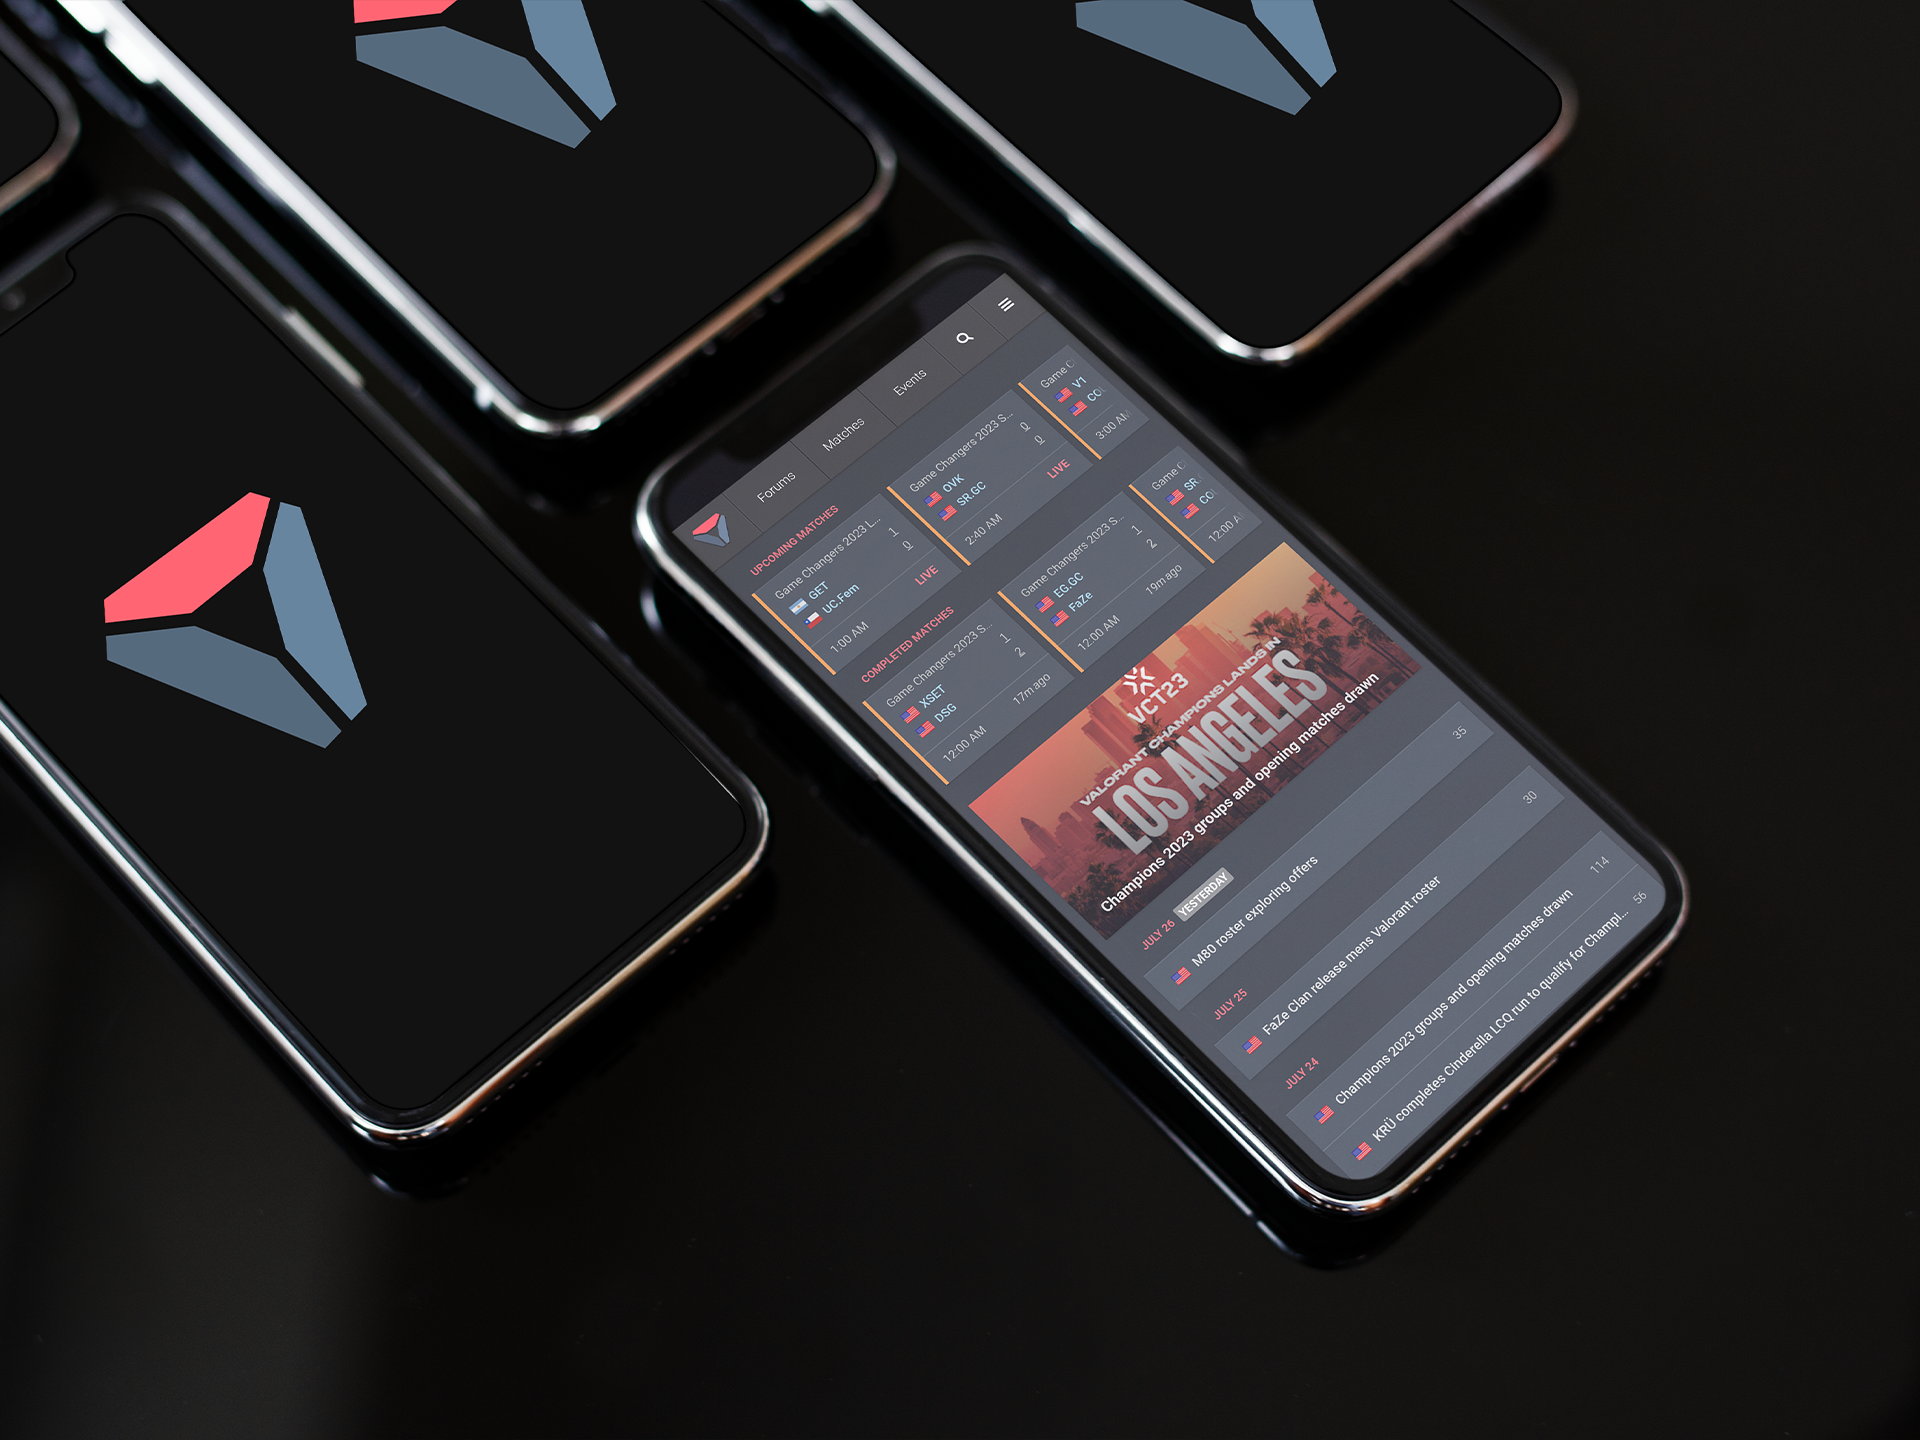 Forums
Matches
Events
UPCOMING MATCHES
Game Changers 2023 L...
GET 1
UC.Fem 0
1:00 AM LIVE
Game Changers 2023 S...
OVK 0
SR.GC 0
2:40 AM LIVE
Game
V1
3:00 AM
COMPLETED MATCHES
Game Changers 2023 S...
XSET 1
DSG 2
12:00 AM 17m ago
Game Changers 2023 S...
EG.GC 1
FaZe 2
12:00 AM 19m ago
Game
SR.
12:00
VCT23
VALORANT CHAMPIONS LANDS IN
LOS ANGELES
Champions 2023 groups and opening matches drawn
JULY 26 YESTERDAY
M80 roster exploring offers 35
JULY 25
FaZe Clan release mens Valorant roster 30
JULY 24
Champions 2023 groups and opening matches drawn 114
KRÜ completes Cinderella LCQ run to qualify for Champi... 56